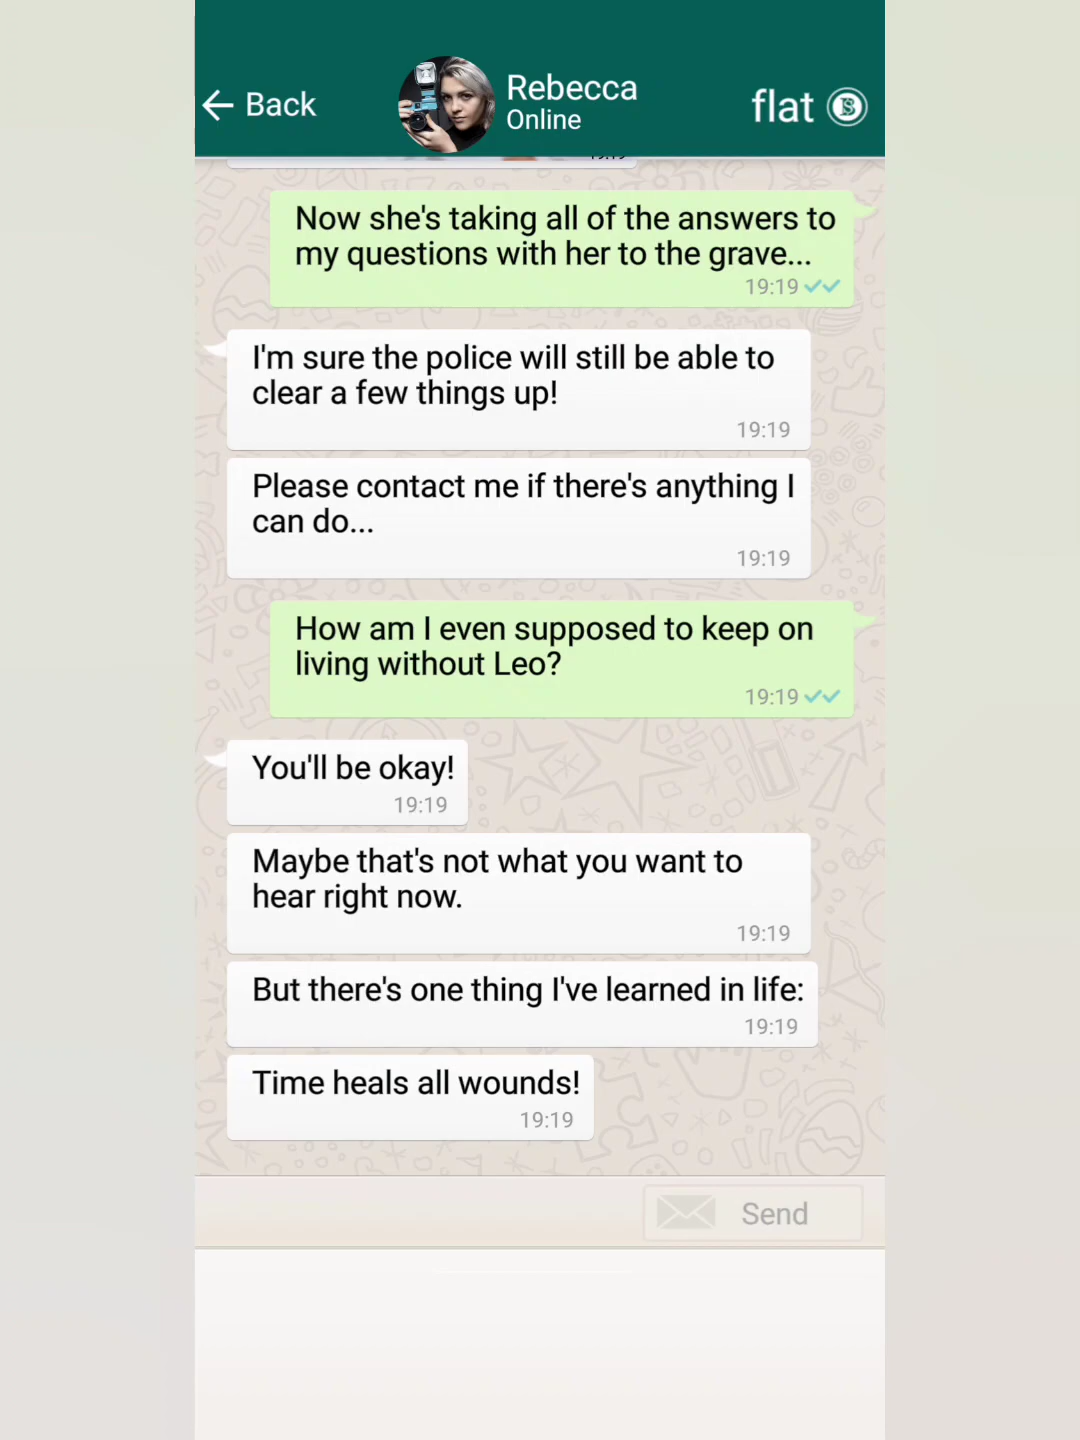 Back
Rebecca
Online
flat
19:19
Now she's taking all of the answers to
my questions with her to the grave...
19:19
I'm sure the police will still be able to
clear a few things up!
19:19
Please contact me if there's anything I
can do...
19:19
How am I even supposed to keep on
living without Leo?
19:19
You'll be okay!
19:19
Maybe that's not what you want to
hear right now.
19:19
But there's one thing I've learned in life:
19:19
Time heals all wounds!
19:19
Send